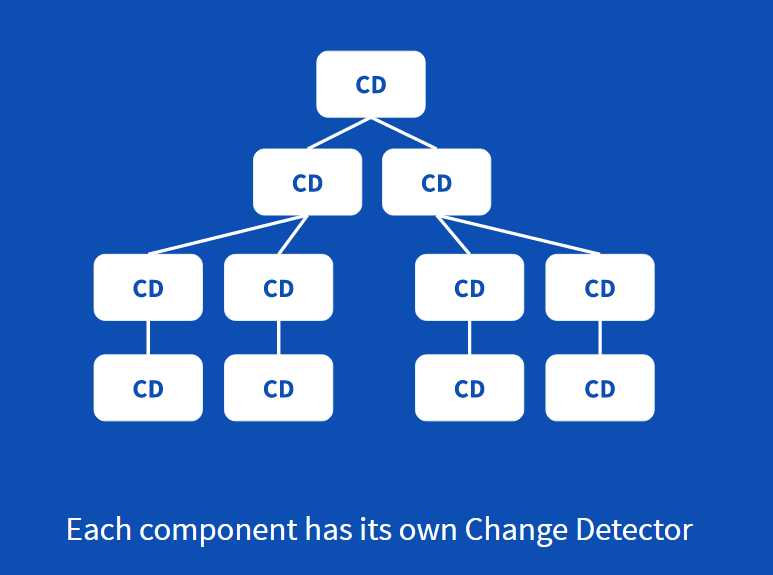 CD
CD CD
CD CD CD CD
CD CD CD CD
Each component has its own Change Detector